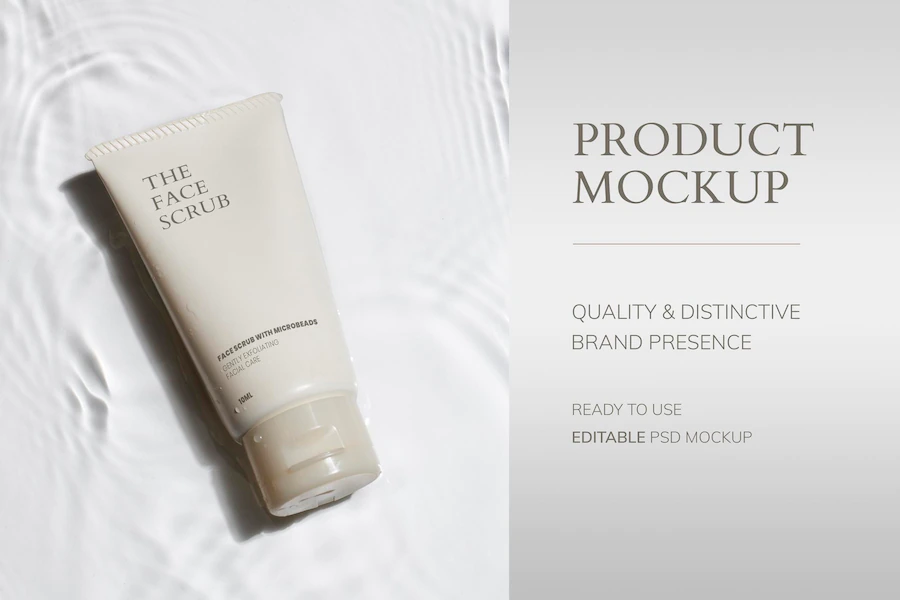 THE
FACE
SCRUB
FACE SCRUB WITH MICROBEADS
GENTLY EXFOLIATING
FACIAL CARE
10ML
PRODUCT
MOCKUP
QUALITY & DISTINCTIVE
BRAND PRESENCE
READY TO USE
EDITABLE PSD MOCKUP